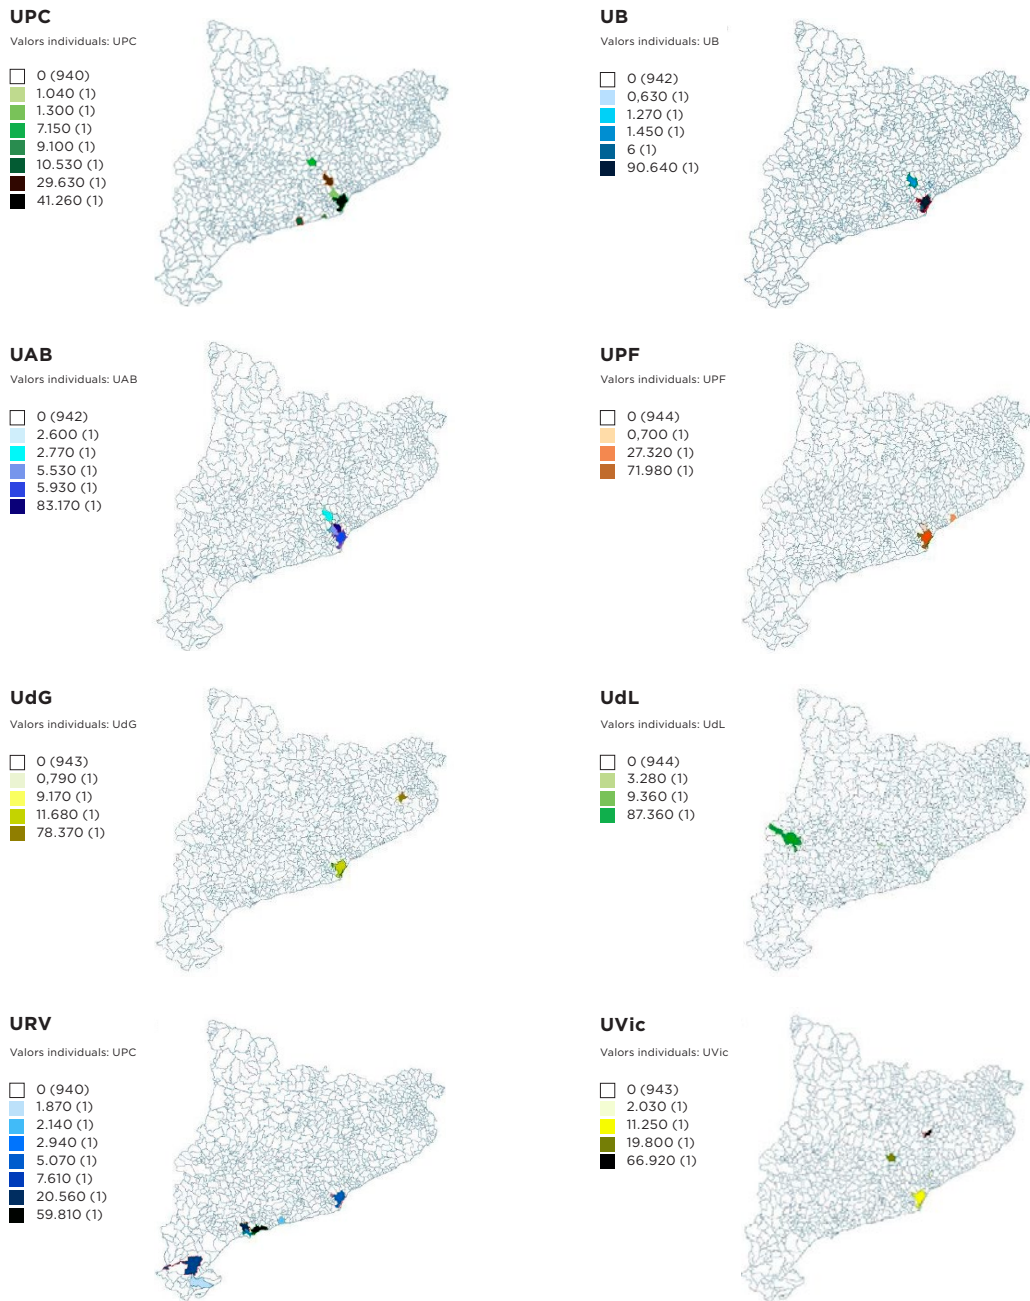 UPC
Valors individuals: UPC
0 (940)
1.040 (1)
1.300 (1)
7.150 (1)
9.100 (1)
10.530 (1)
29.630 (1)
41.260 (1)
UB
Valors individuals: UB
0 (942)
0,630 (1)
1.270 (1)
1.450 (1)
6 (1)
90.640 (1)
UAB
Valors individuals: UAB
0 (942)
2.600 (1)
2.770 (1)
5.530 (1)
5.930 (1)
83.170 (1)
UPF
Valors individuals: UPF
0 (944)
0,700 (1)
27.320 (1)
71.980 (1)
UdG
Valors individuals: UdG
0 (943)
0,790 (1)
9.170 (1)
11.680 (1)
78.370 (1)
UdL
Valors individuals: UdL
0 (944)
3.280 (1)
9.360 (1)
87.360 (1)
URV
Valors individuals: UPC
0 (940)
1.870 (1)
2.140 (1)
2.940 (1)
5.070 (1)
7.610 (1)
20.560 (1)
59.810 (1)
UVic
Valors individuals: UVic
0 (943)
2.030 (1)
11.250 (1)
19.800 (1)
66.920 (1)